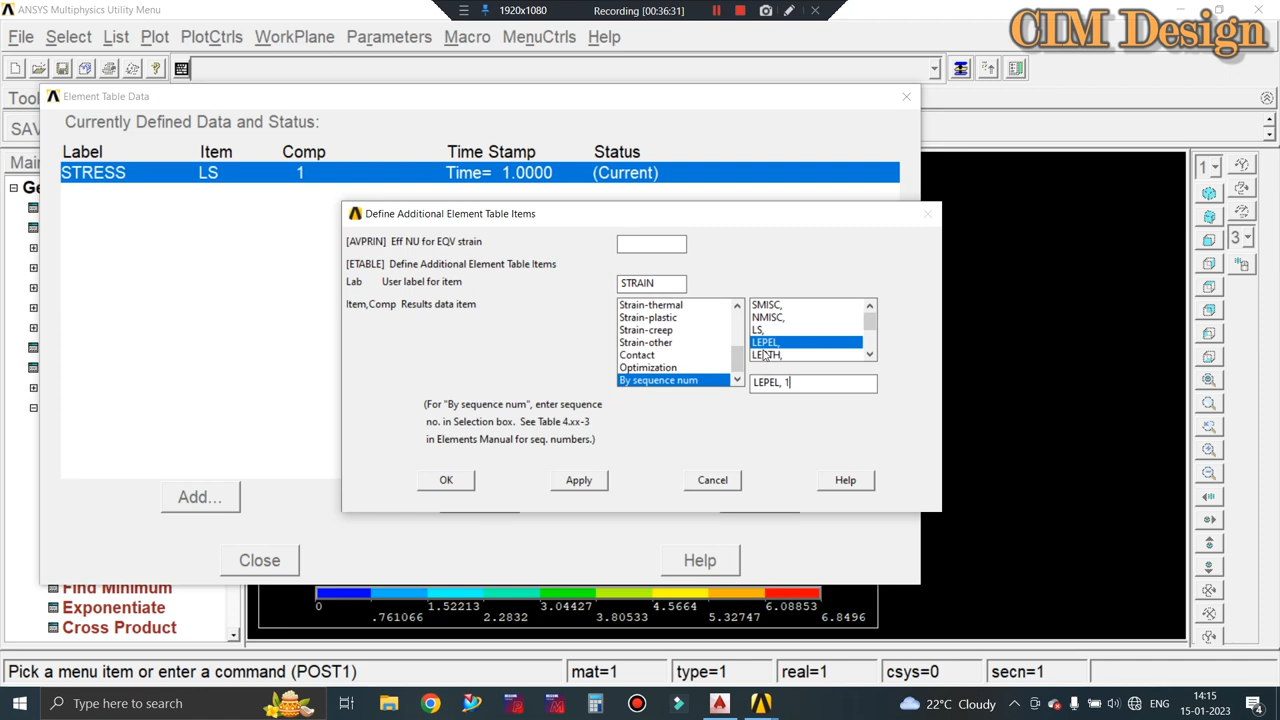 ANSYS Multiphysics Utility Menu
1920x1080
Recording [00:36:31]
CIM Design
File Select List Plot PlotCtrls WorkPlane Parameters Macro MenuCtrls Help
Element Table Data
Currently Defined Data and Status:
Label Item Comp Time Stamp Status
STRESS LS 1 Time= 1.0000 (Current)
Define Additional Element Table Items
[AVPRIN] Eff NU for EQV strain
[ETABLE] Define Additional Element Table Items
Lab User label for item STRAIN
Item,Comp Results data item
Strain-thermal
Strain-plastic
Strain-creep
Strain-other
Contact
Optimization
By sequence num
SMISC,
NMISC,
LS,
LEPEL,
LEPTH,
LEPEL, 1
(For "By sequence num", enter sequence
no. in Selection box. See Table 4.xx-3
in Elements Manual for seq. numbers.)
OK Apply Cancel Help
Add...
Close Help
Find Minimum
Exponentiate
Cross Product
0 1.52213 3.04427 4.5664 6.08853
.761066 2.2832 3.80533 5.32747 6.8496
1
3
Pick a menu item or enter a command (POST1) mat=1 type=1 real=1 csys=0 secn=1
Type here to search
22°C Cloudy
ENG
14:15
15-01-2023
4